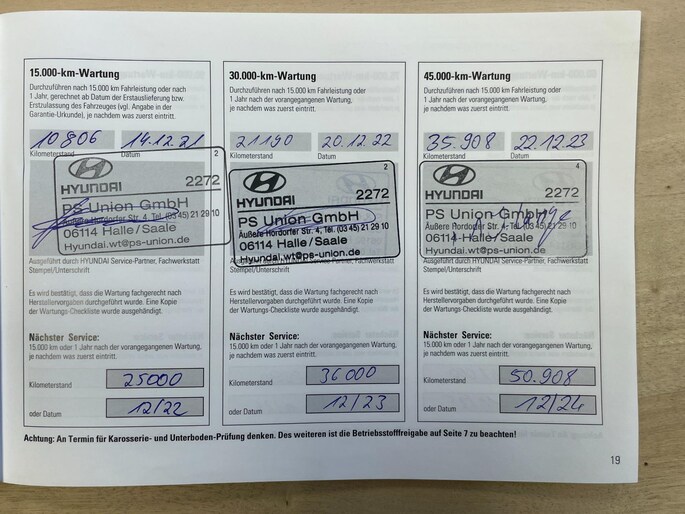 15.000-km-Wartung
Durchzuführen nach 15.000 km Fahrleistung oder nach
1 Jahr, gerechnet ab Datum der Erstauslieferung bzw.
Erstzulassung des Fahrzeuges (vgl. Angabe in der
Garantie-Urkunde), je nachdem was zuerst eintritt.
10806 14.12.21
Kilometerstand Datum
2
HYUNDAI 2272
PS Union GmbH
Äußere Hordorfer Str. 4, Tel. (03 45) 21 29 10
06114 Halle/Saale
Hyundai.wt@ps-union.de
Ausgeführt durch HYUNDAI Service-Partner, Fachwerkstatt
Stempel/Unterschrift
Es wird bestätigt, dass die Wartung fachgerecht nach
Herstellervorgaben durchgeführt wurde. Eine Kopie
der Wartungs-Checkliste wurde ausgehändigt.
Nächster Service:
15.000 km oder 1 Jahr nach der vorangegangenen Wartung,
je nachdem was zuerst eintritt.
Kilometerstand 25000
oder Datum 12/22
30.000-km-Wartung
Durchzuführen nach 15.000 km Fahrleistung oder
1 Jahr nach der vorangegangenen Wartung,
je nachdem was zuerst eintritt.
21190 20.12.22
Kilometerstand Datum
2
HYUNDAI 2272
PS Union GmbH
Äußere Hordorfer Str. 4, Tel. (03 45) 21 29 10
06114 Halle/Saale
Hyundai.wt@ps-union.de
Stempel/Unterschrift
Es wird bestätigt, dass die Wartung fachgerecht nach
Herstellervorgaben durchgeführt wurde. Eine Kopie
der Wartungs-Checkliste wurde ausgehändigt.
Nächster Service:
15.000 km oder 1 Jahr nach der vorangegangenen Wartung,
je nachdem was zuerst eintritt.
Kilometerstand 36000
oder Datum 12/23
45.000-km-Wartung
Durchzuführen nach 15.000 km Fahrleistung oder
1 Jahr nach der vorangegangenen Wartung,
je nachdem was zuerst eintritt.
35.908 22.12.23
Kilometerstand Datum
4
HYUNDAI 2272
PS Union GmbH
Äußere Hordorfer Str. 4, Tel. (03 45) 21 29 10
06114 Halle/Saale
Hyundai.wt@ps-union.de
Ausgeführt durch HYUNDAI Service-Partner, Fachwerkstatt
Stempel/Unterschrift
Es wird bestätigt, dass die Wartung fachgerecht nach
Herstellervorgaben durchgeführt wurde. Eine Kopie
der Wartungs-Checkliste wurde ausgehändigt.
Nächster Service:
15.000 km oder 1 Jahr nach der vorangegangenen Wartung,
je nachdem was zuerst eintritt.
Kilometerstand 50.908
oder Datum 12/24
Achtung: An Termin für Karosserie- und Unterboden-Prüfung denken. Des weiteren ist die Betriebsstofffreigabe auf Seite 7 zu beachten!
19